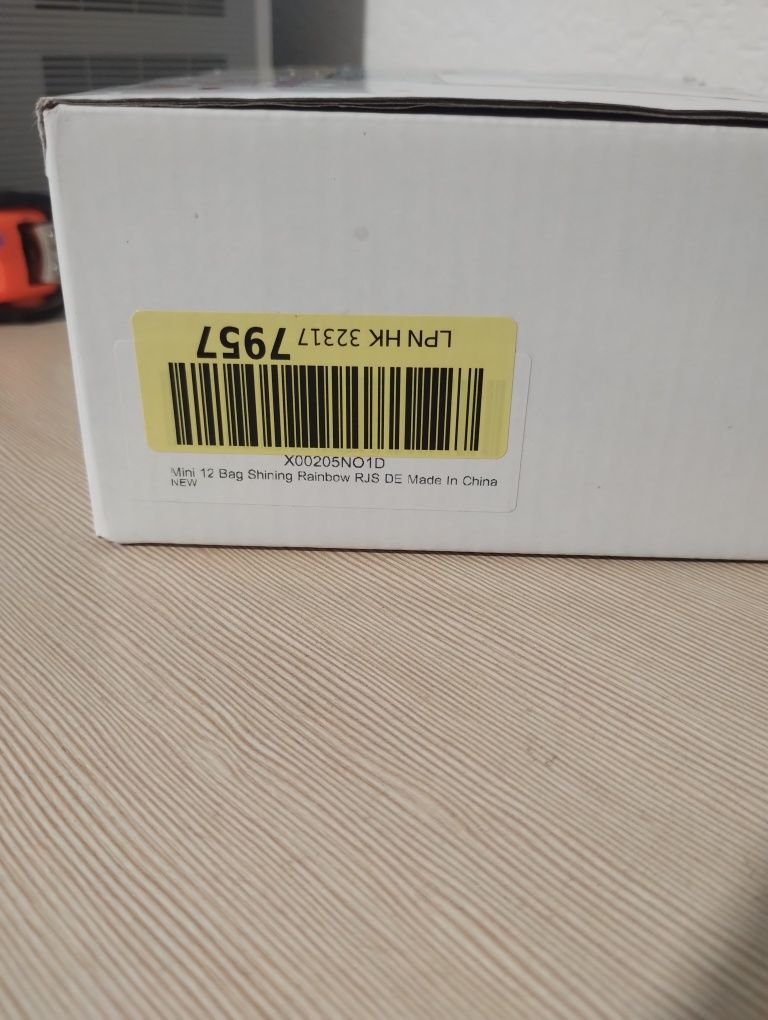 LPN HK 32317 7957
X00205NO1D
Mini 12 Bag Shining Rainbow RJS DE Made In China
NEW